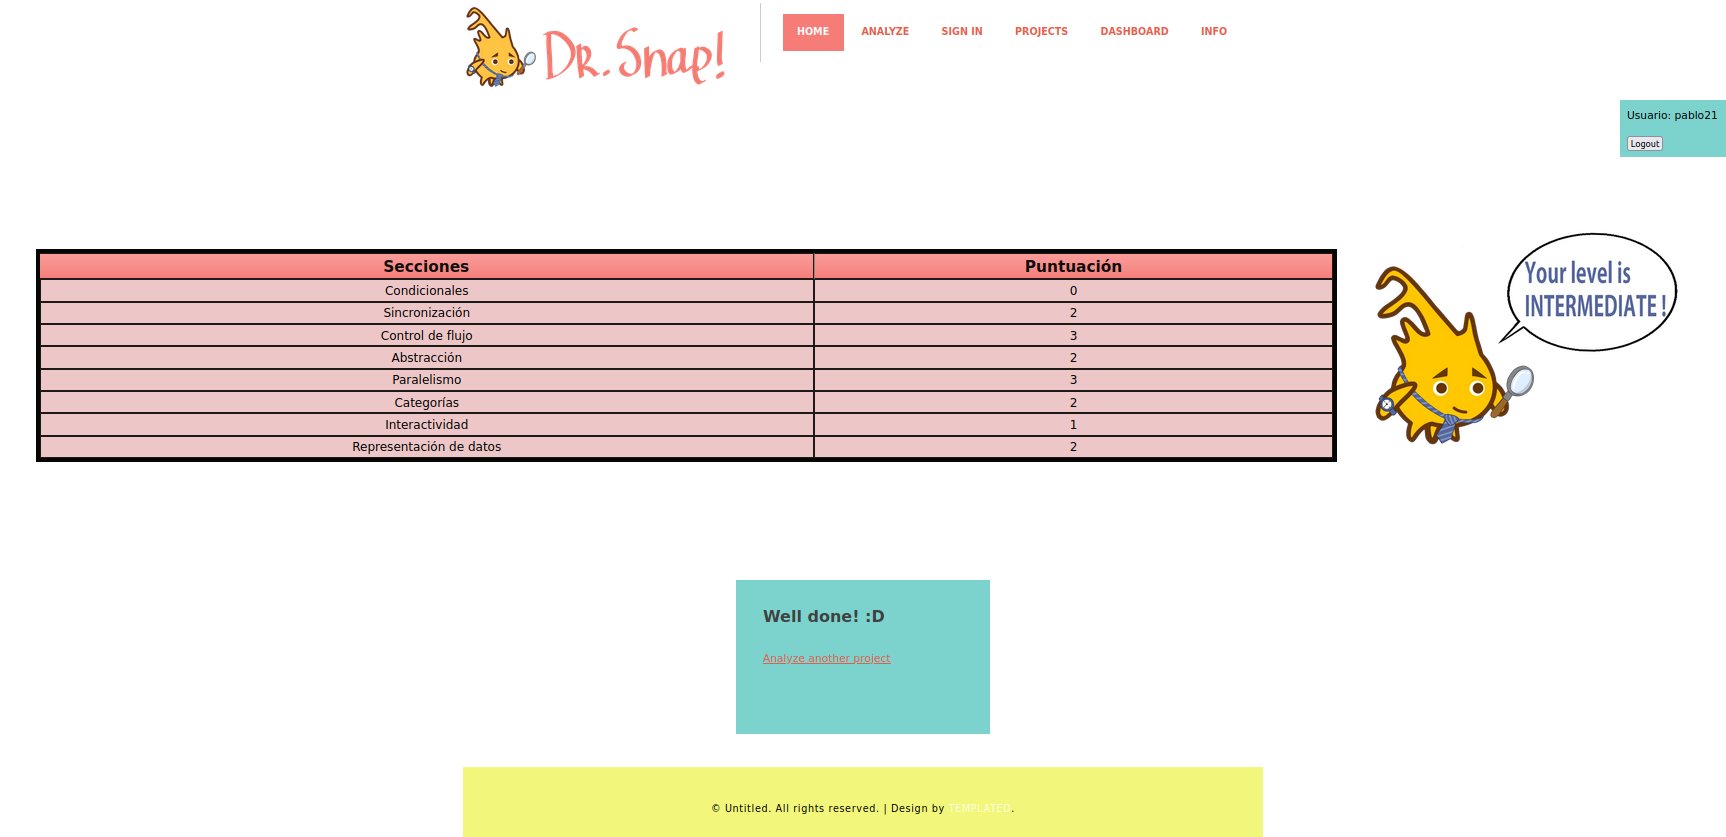 Dr. Snap!
HOME ANALYZE SIGN IN PROJECTS DASHBOARD INFO
Usuario: pablo21
Logout
Secciones Puntuación
Condicionales 0
Sincronización 2
Control de flujo 3
Abstracción 2
Paralelismo 3
Categorías 2
Interactividad 1
Representación de datos 2
Your level is
INTERMEDIATE !
Well done! :D
Analyze another project
© Untitled. All rights reserved. | Design by TEMPLATED.